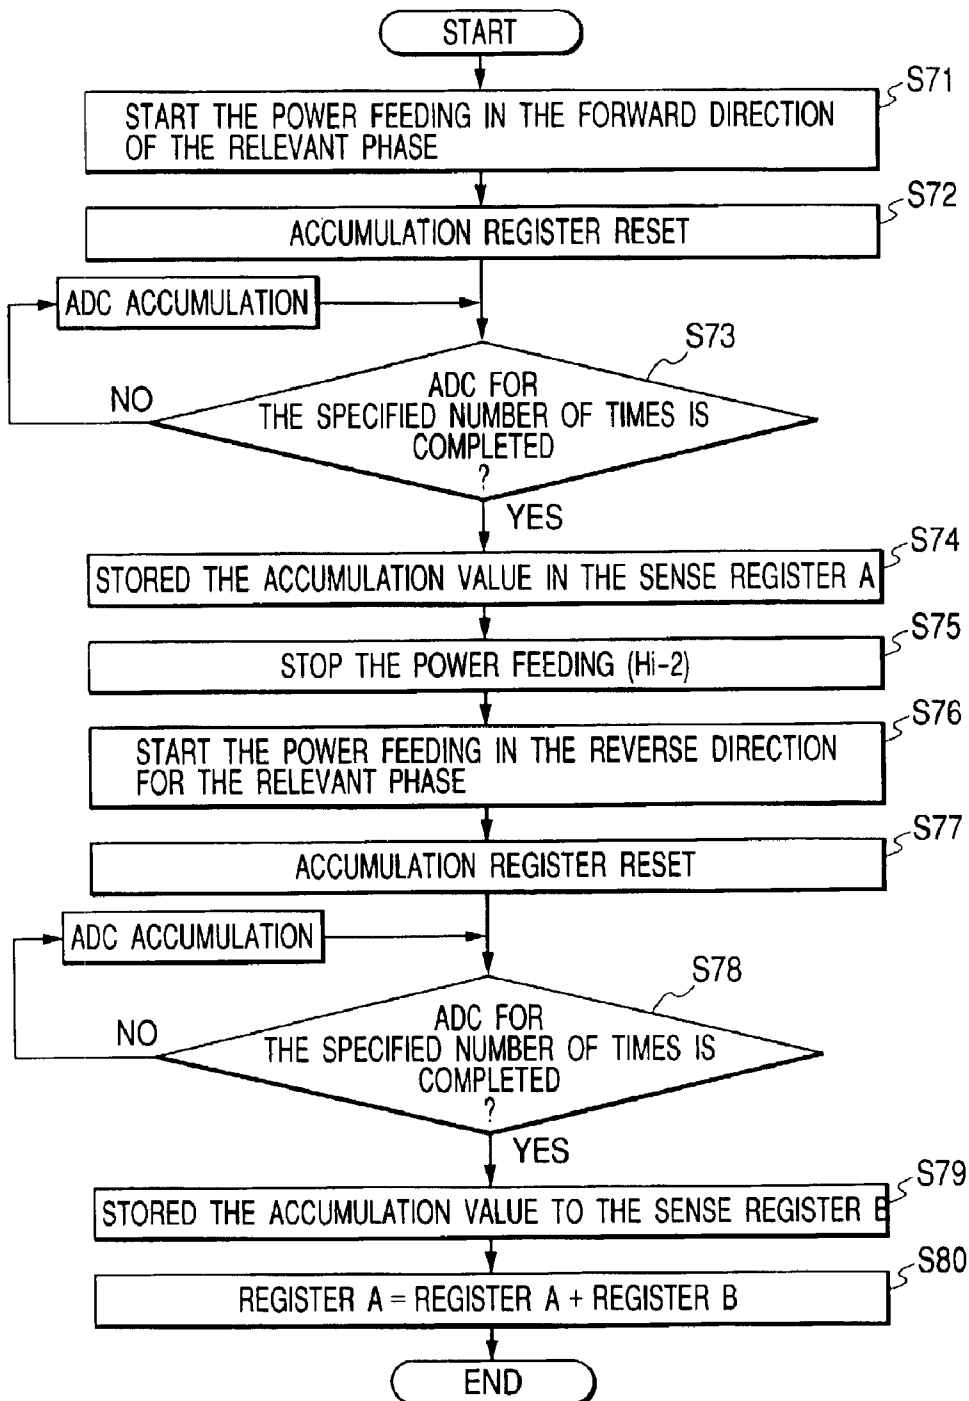 START
S71
START THE POWER FEEDING IN THE FORWARD DIRECTION
OF THE RELEVANT PHASE
S72
ACCUMULATION REGISTER RESET
ADC ACCUMULATION
S73
NO
ADC FOR
THE SPECIFIED NUMBER OF TIMES IS
COMPLETED
?
YES
S74
STORED THE ACCUMULATION VALUE IN THE SENSE REGISTER A
S75
STOP THE POWER FEEDING (Hi-2)
S76
START THE POWER FEEDING IN THE REVERSE DIRECTION
FOR THE RELEVANT PHASE
S77
ACCUMULATION REGISTER RESET
ADC ACCUMULATION
S78
NO
ADC FOR
THE SPECIFIED NUMBER OF TIMES IS
COMPLETED
?
YES
S79
STORED THE ACCUMULATION VALUE TO THE SENSE REGISTER B
S80
REGISTER A = REGISTER A + REGISTER B
END